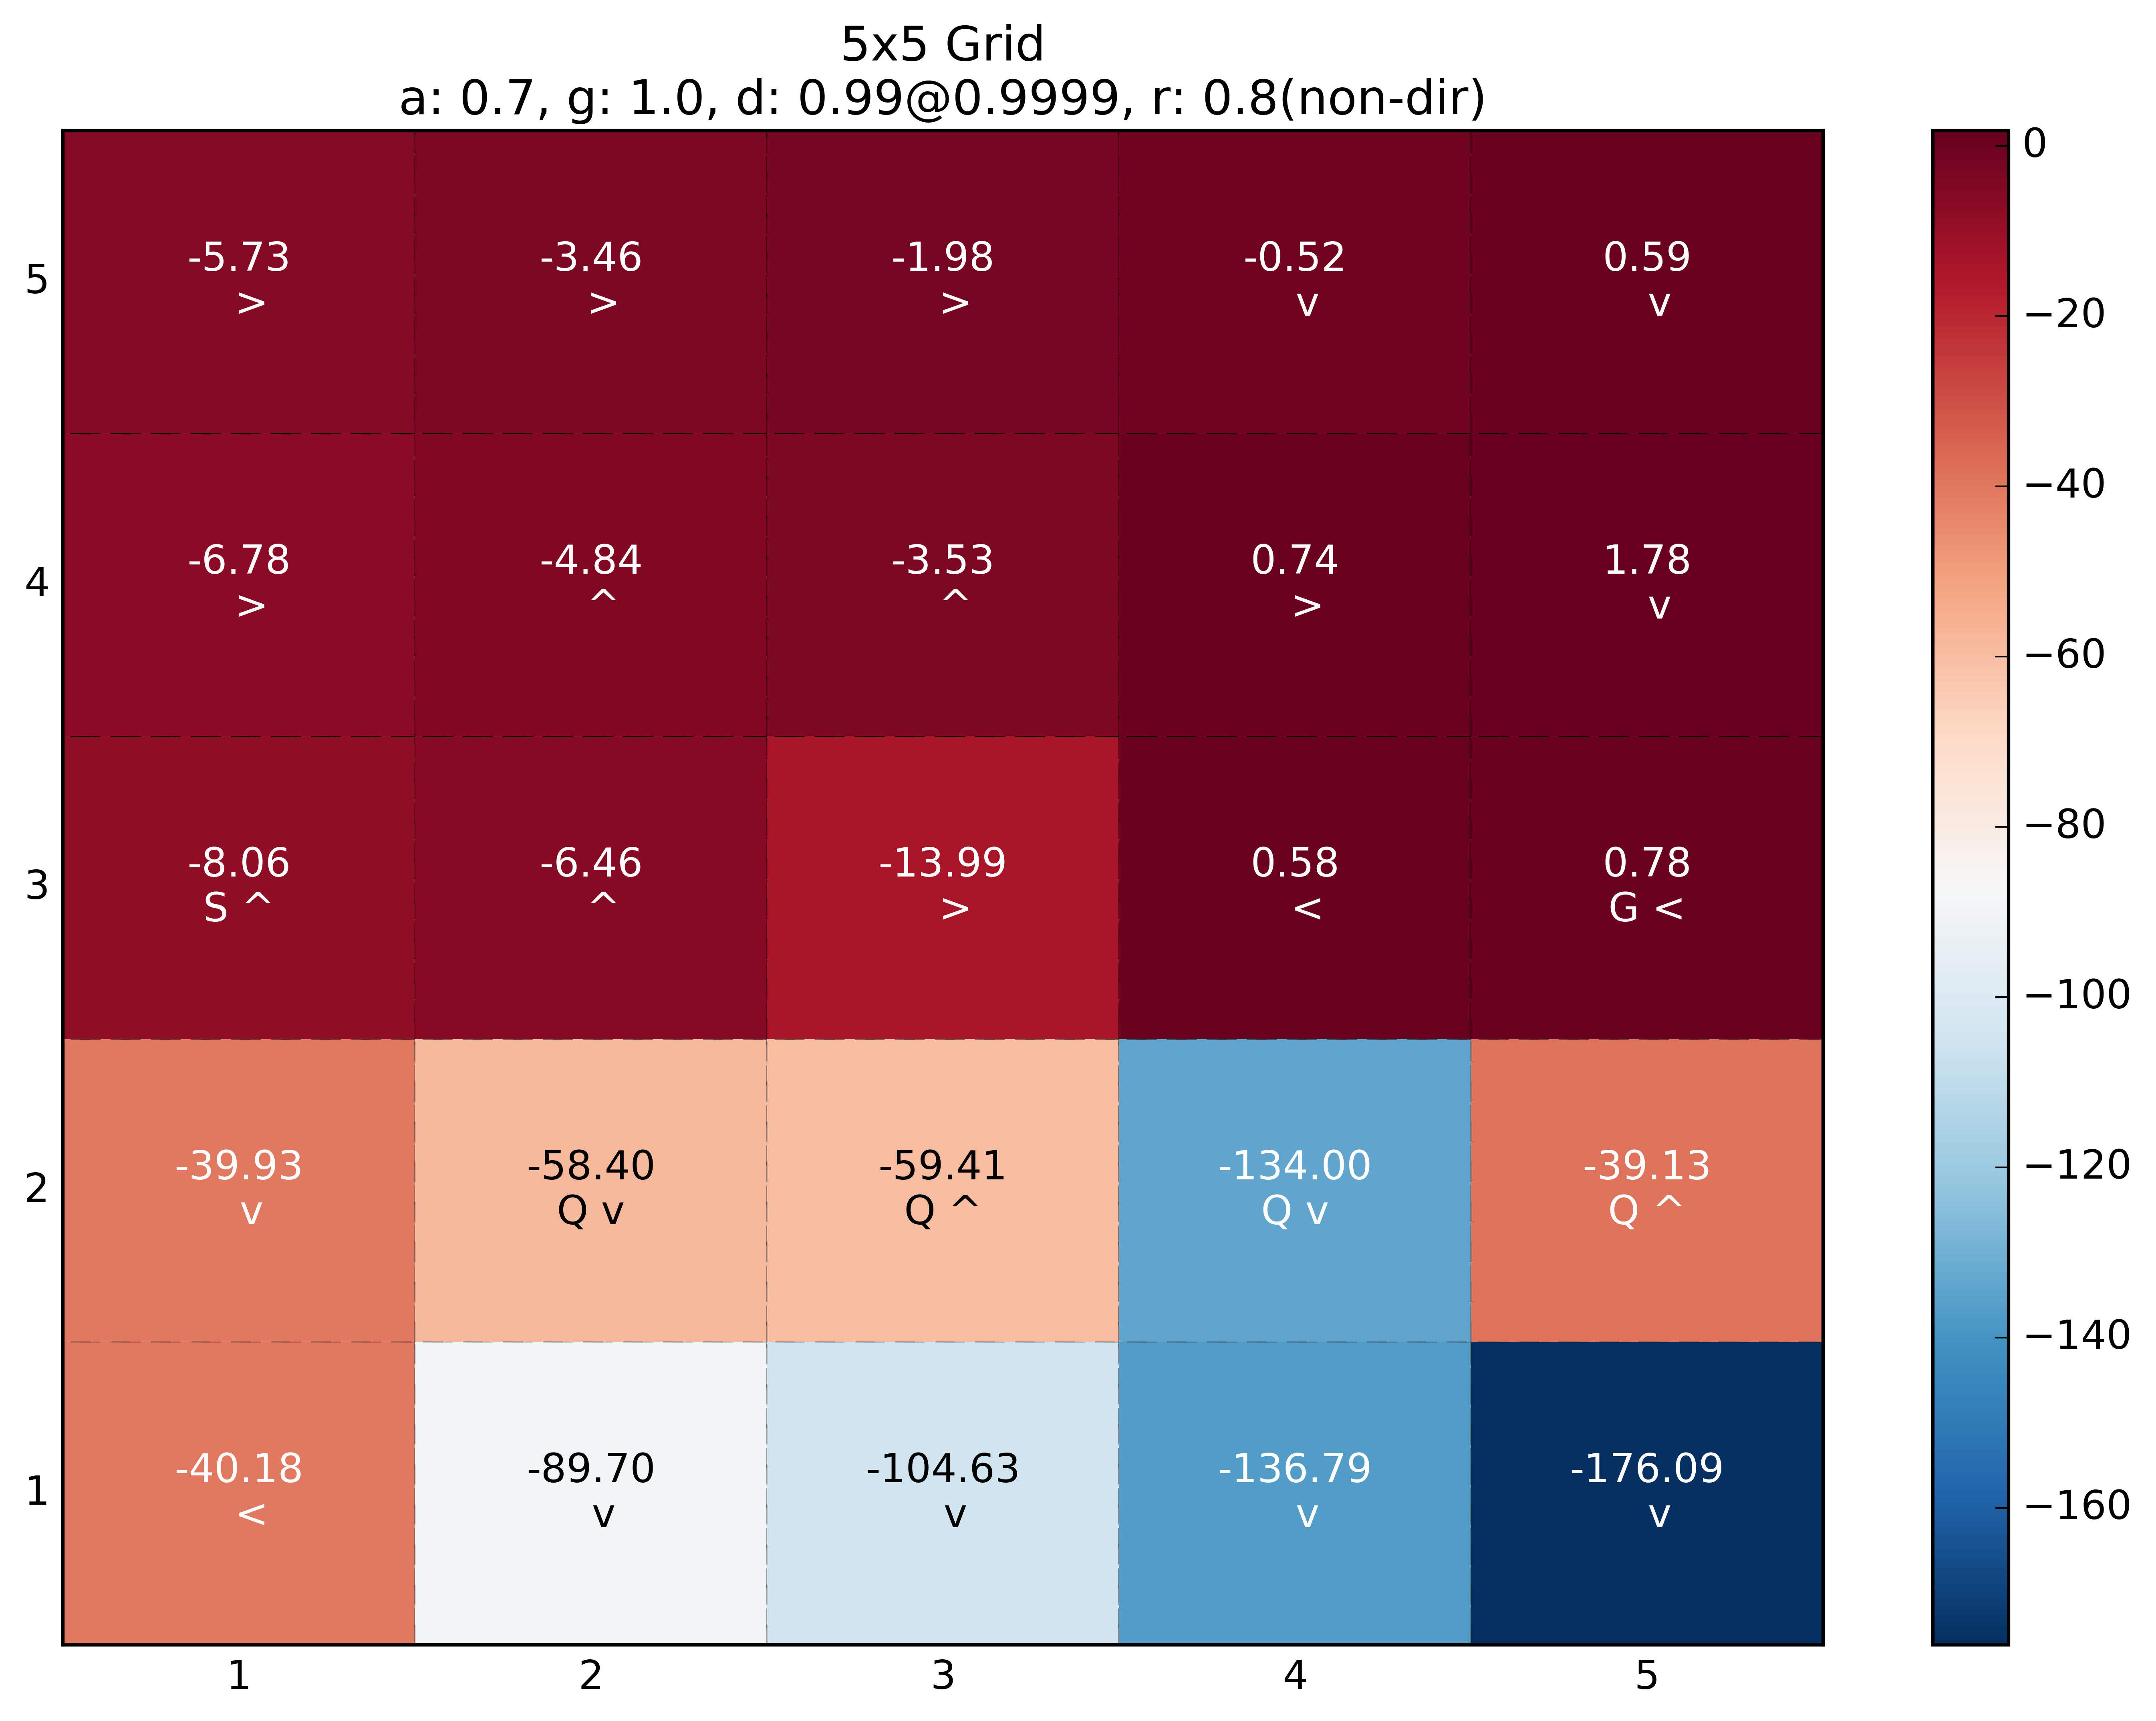 5x5 Grid
a: 0.7, g: 1.0, d: 0.99@0.9999, r: 0.8(non-dir)
5
-5.73
>
-3.46
>
-1.98
>
-0.52
v
0.59
v
4
-6.78
>
-4.84
^
-3.53
^
0.74
>
1.78
v
3
-8.06
S ^
-6.46
^
-13.99
>
0.58
<
0.78
G <
2
-39.93
v
-58.40
Q v
-59.41
Q ^
-134.00
Q v
-39.13
Q ^
1
-40.18
<
-89.70
v
-104.63
v
-136.79
v
-176.09
v
1 2 3 4 5
0
−20
−40
−60
−80
−100
−120
−140
−160